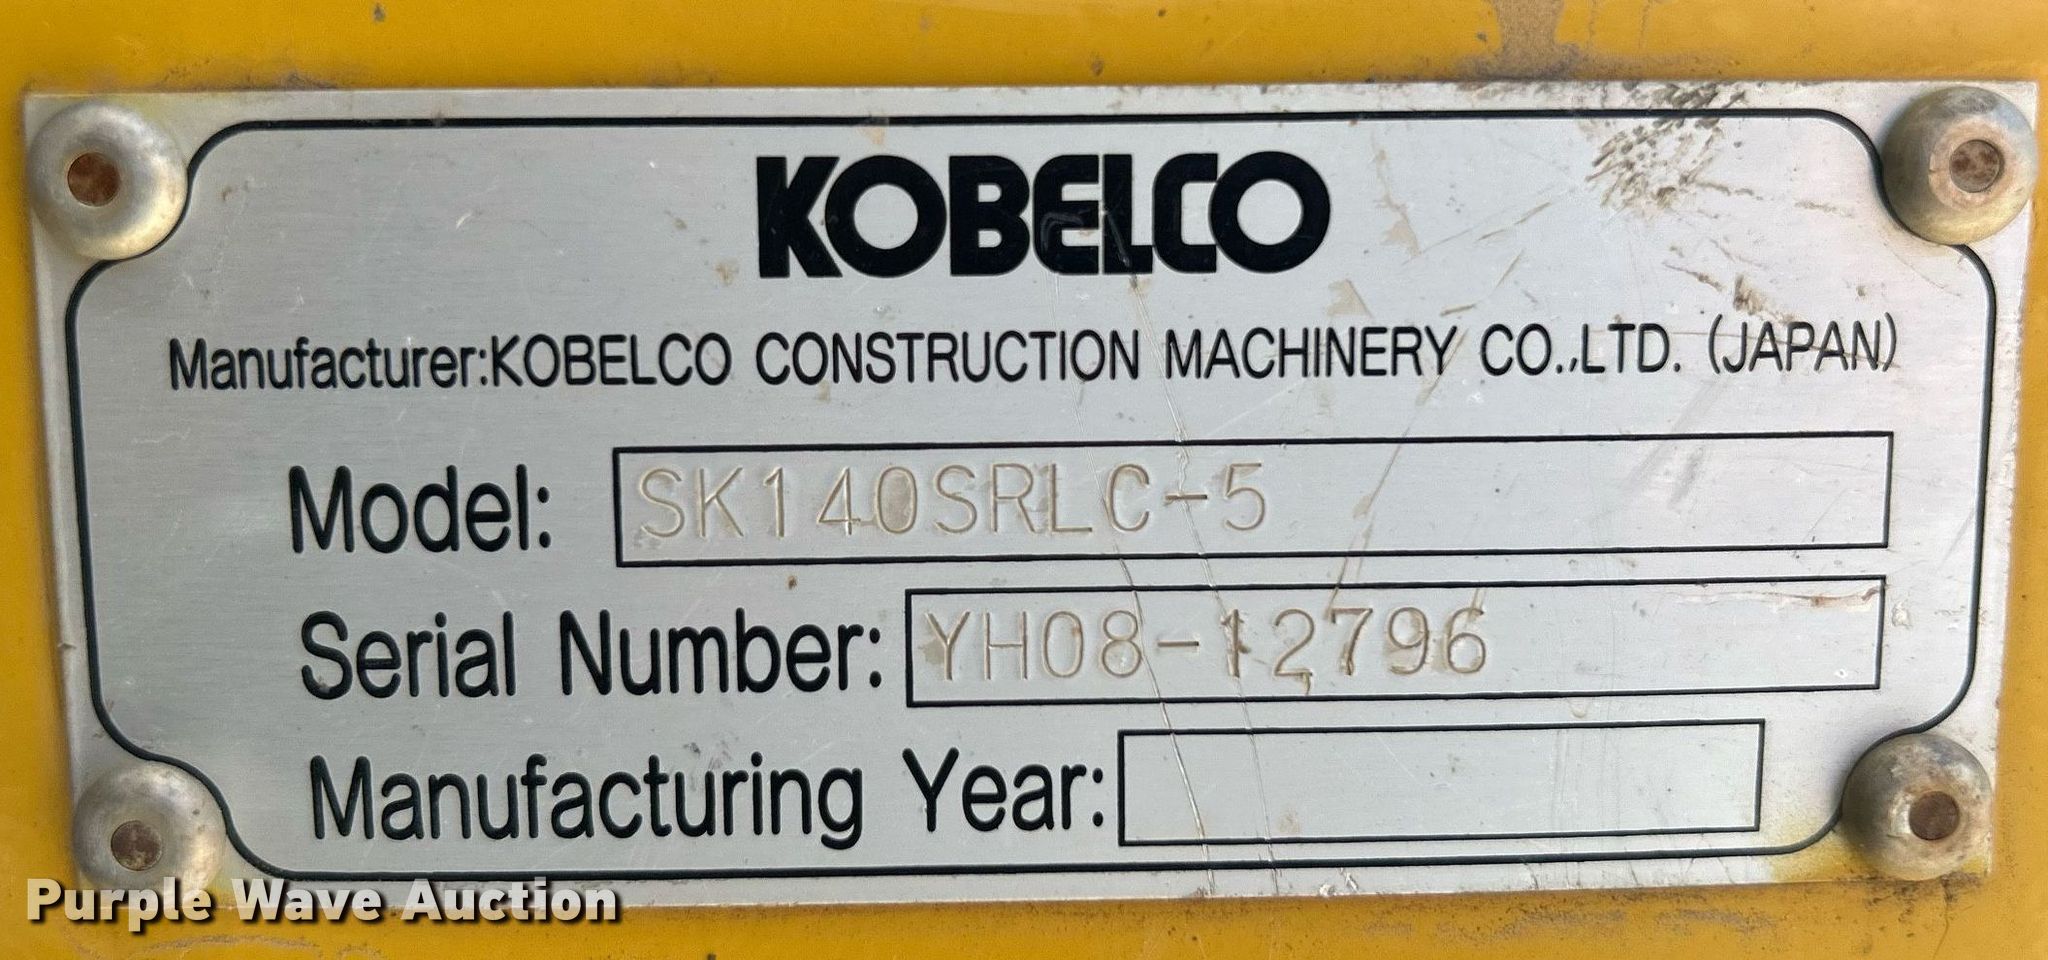 KOBELCO
Manufacturer:KOBELCO CONSTRUCTION MACHINERY CO.,LTD. (JAPAN)
Model: SK140SRLC-5
Serial Number: YH08-12796
Manufacturing Year:
Purple Wave Auction